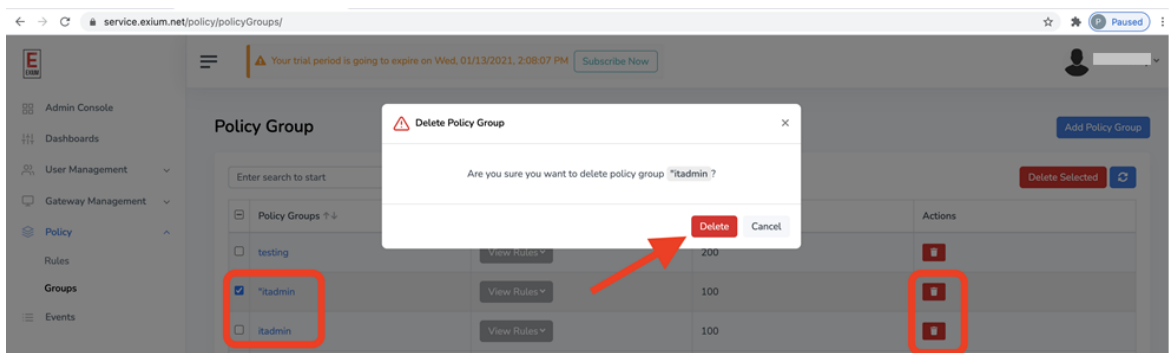 service.exium.net/policy/policyGroups/
P Paused
E
EXIUM
Your trial period is going to expire on Wed, 01/13/2021, 2:08:07 PM Subscribe Now
Admin Console
Dashboards
User Management
Gateway Management
Policy
Rules
Groups
Events
Policy Group
Add Policy Group
Enter search to start
Delete Selected
Policy Groups
Actions
testing View Rules 200
"itadmin View Rules 100
itadmin View Rules 100
Delete Policy Group
Are you sure you want to delete policy group "itadmin ?
Delete Cancel